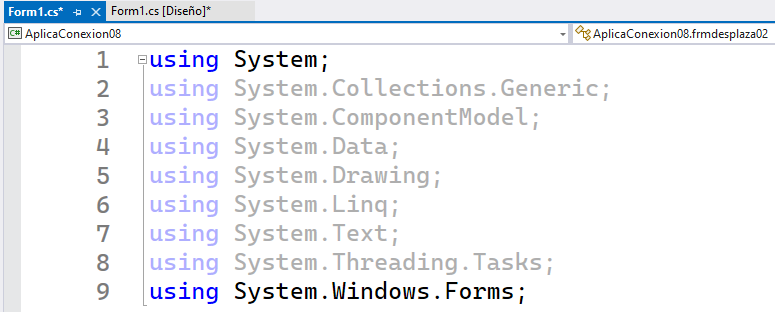 Form1.cs* Form1.cs [Diseño]*
C# AplicaConexion08 AplicaConexion08.frmdesplaza02
1 using System;
2 using System.Collections.Generic;
3 using System.ComponentModel;
4 using System.Data;
5 using System.Drawing;
6 using System.Linq;
7 using System.Text;
8 using System.Threading.Tasks;
9 using System.Windows.Forms;